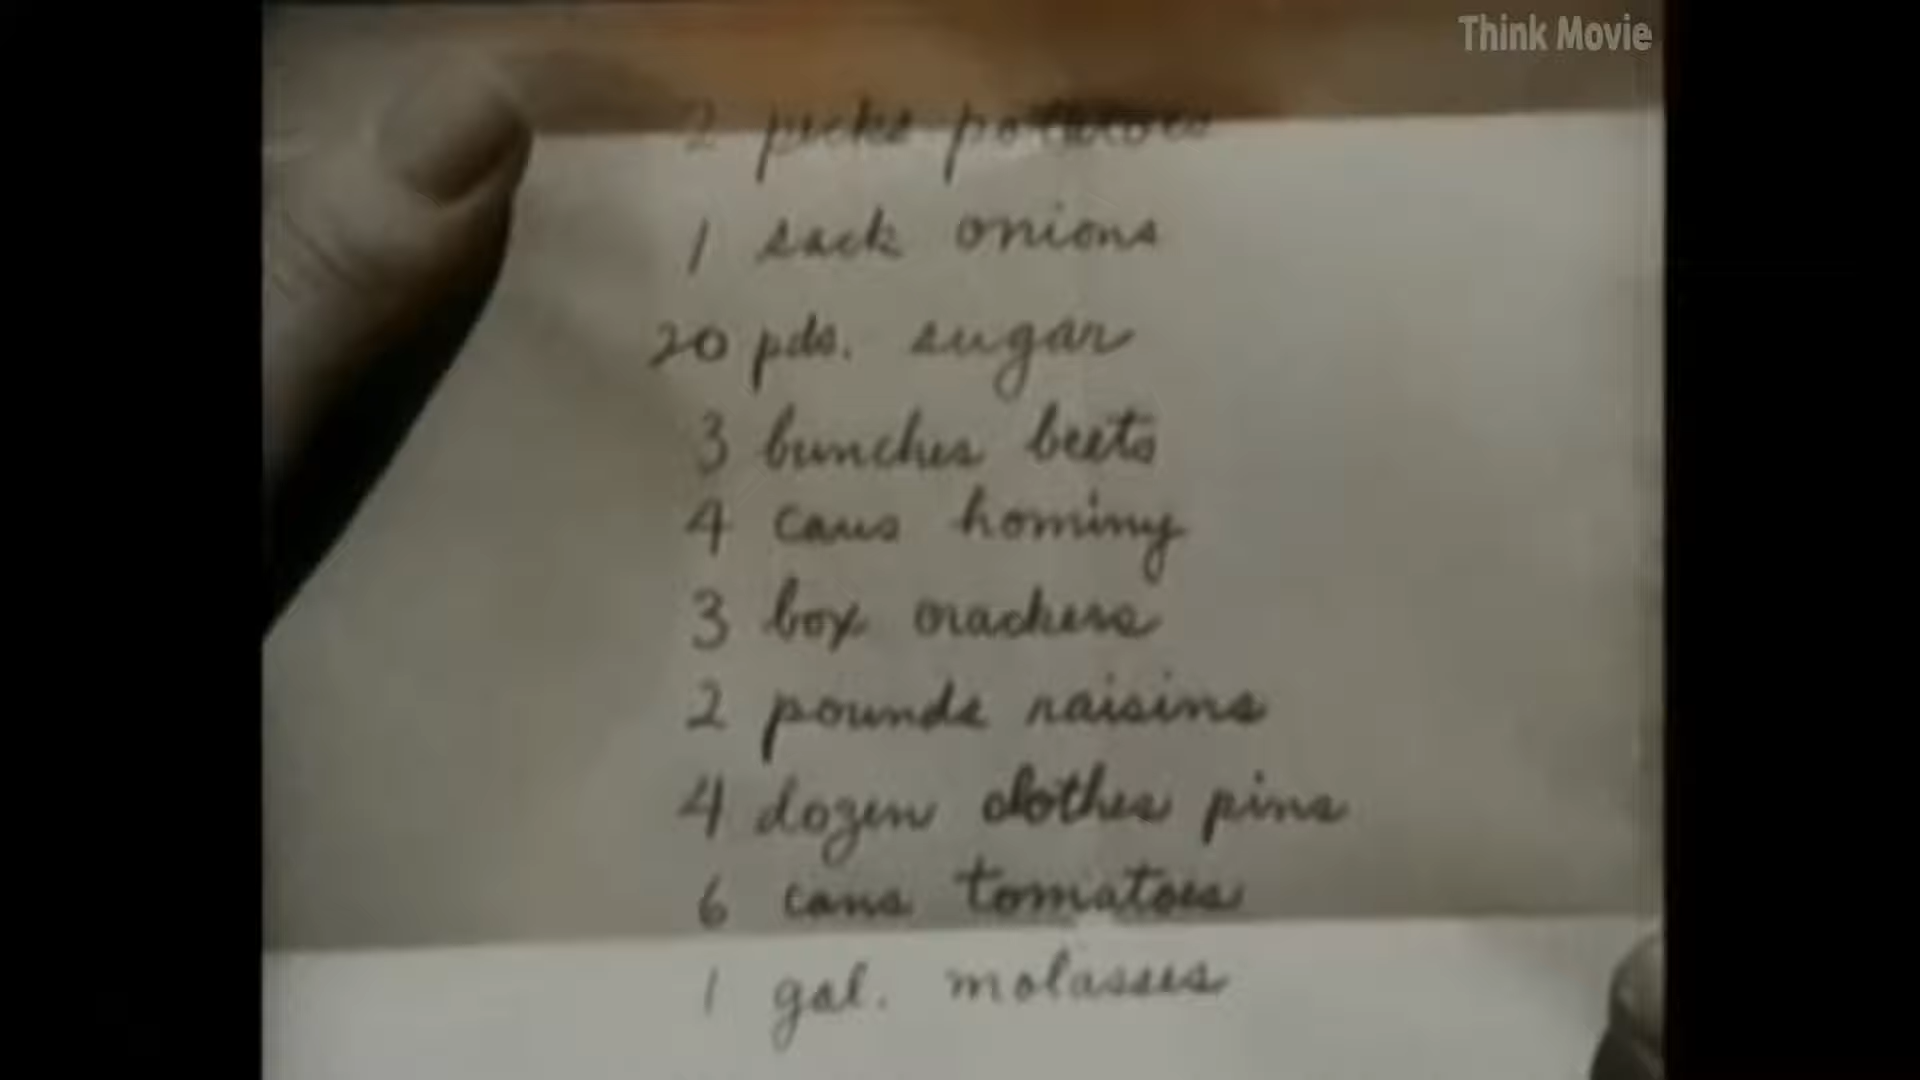 Think Movie
2 pecks potatoes
1 sack onions
20 pds. sugar
3 bunches beets
4 cans hominy
3 box crackers
2 pounds raisins
4 dozen clothes pins
6 cans tomatoes
1 gal. molasses